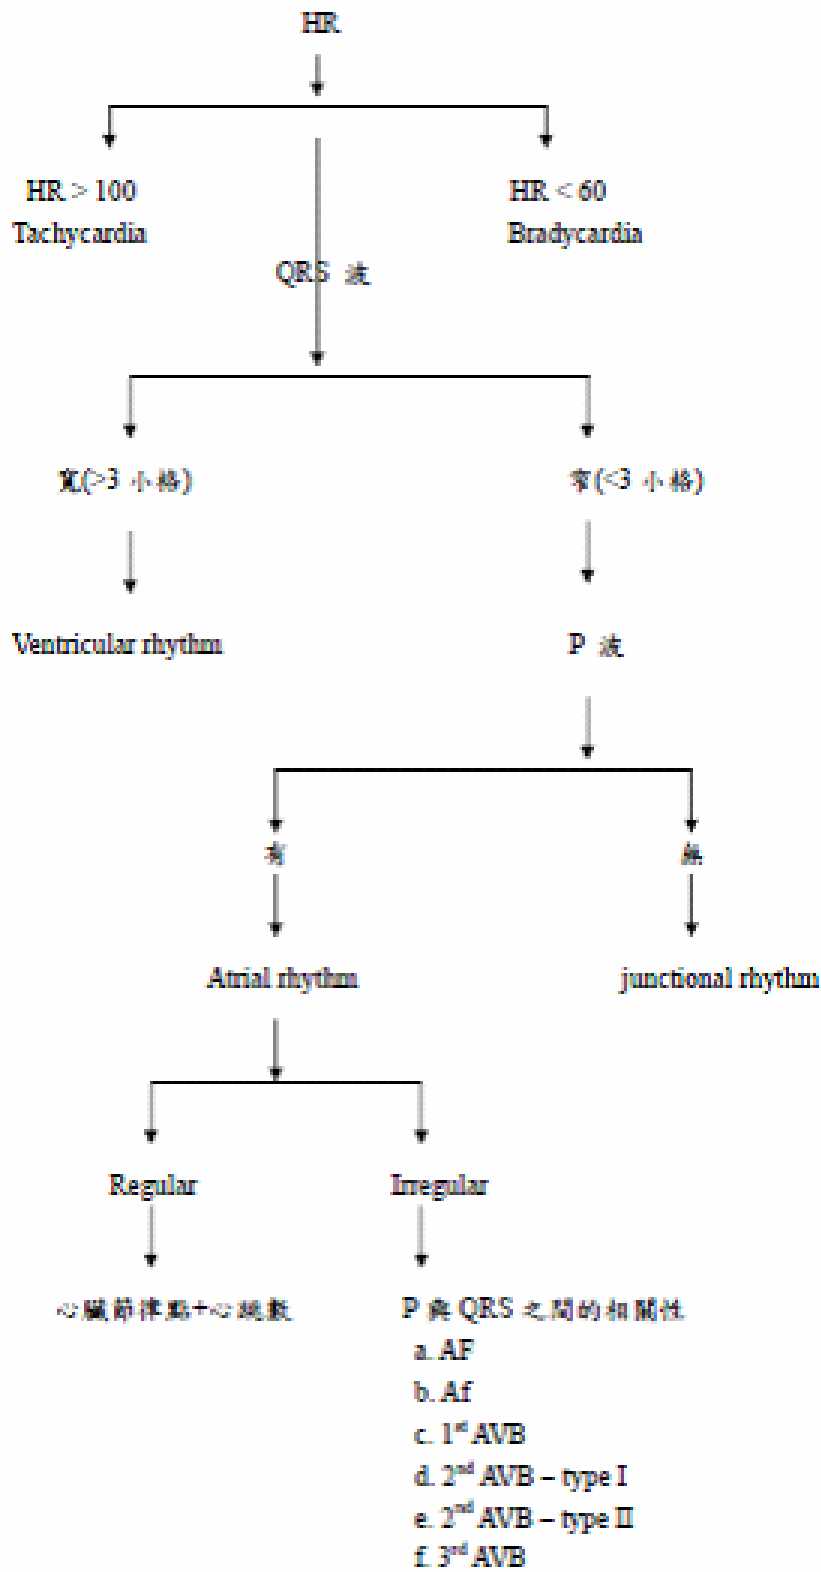 HR
HR > 100
Tachycardia
HR < 60
Bradycardia
QRS 波
寬(>3 小格)
窄(<3 小格)
Ventricular rhythm
P 波
有
無
Atrial rhythm
junctional rhythm
Regular
Irregular
心臟節律點+心跳數
P 與 QRS 之間的相關性
a. AF
b. Af
c. 1st AVB
d. 2nd AVB – type I
e. 2nd AVB – type II
f. 3rd AVB